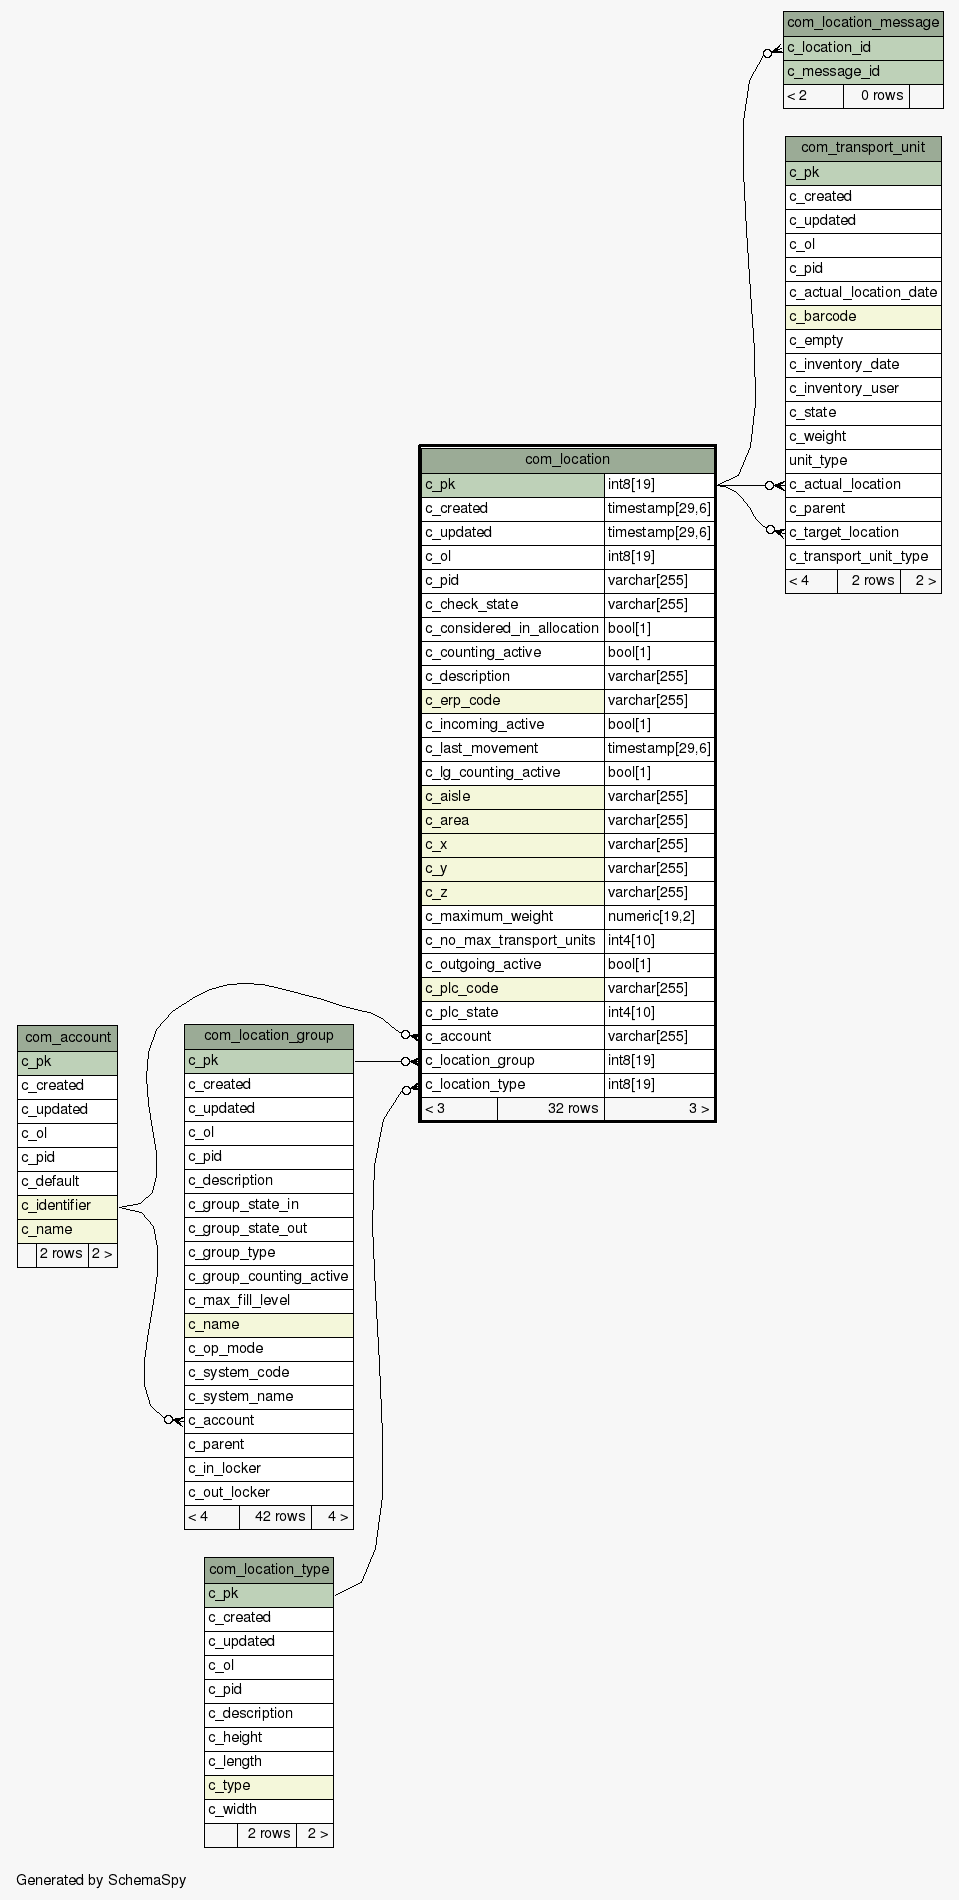 com_location_message
c_location_id
c_message_id
< 2 0 rows
com_transport_unit
c_pk
c_created
c_updated
c_ol
c_pid
c_actual_location_date
c_barcode
c_empty
c_inventory_date
c_inventory_user
c_state
c_weight
unit_type
c_actual_location
c_parent
c_target_location
c_transport_unit_type
< 4 2 rows 2 >
com_location
c_pk int8[19]
c_created timestamp[29,6]
c_updated timestamp[29,6]
c_ol int8[19]
c_pid varchar[255]
c_check_state varchar[255]
c_considered_in_allocation bool[1]
c_counting_active bool[1]
c_description varchar[255]
c_erp_code varchar[255]
c_incoming_active bool[1]
c_last_movement timestamp[29,6]
c_lg_counting_active bool[1]
c_aisle varchar[255]
c_area varchar[255]
c_x varchar[255]
c_y varchar[255]
c_z varchar[255]
c_maximum_weight numeric[19,2]
c_no_max_transport_units int4[10]
c_outgoing_active bool[1]
c_plc_code varchar[255]
c_plc_state int4[10]
c_account varchar[255]
c_location_group int8[19]
c_location_type int8[19]
< 3 32 rows 3 >
com_account
c_pk
c_created
c_updated
c_ol
c_pid
c_default
c_identifier
c_name
2 rows 2 >
com_location_group
c_pk
c_created
c_updated
c_ol
c_pid
c_description
c_group_state_in
c_group_state_out
c_group_type
c_group_counting_active
c_max_fill_level
c_name
c_op_mode
c_system_code
c_system_name
c_account
c_parent
c_in_locker
c_out_locker
< 4 42 rows 4 >
com_location_type
c_pk
c_created
c_updated
c_ol
c_pid
c_description
c_height
c_length
c_type
c_width
2 rows 2 >
Generated by SchemaSpy